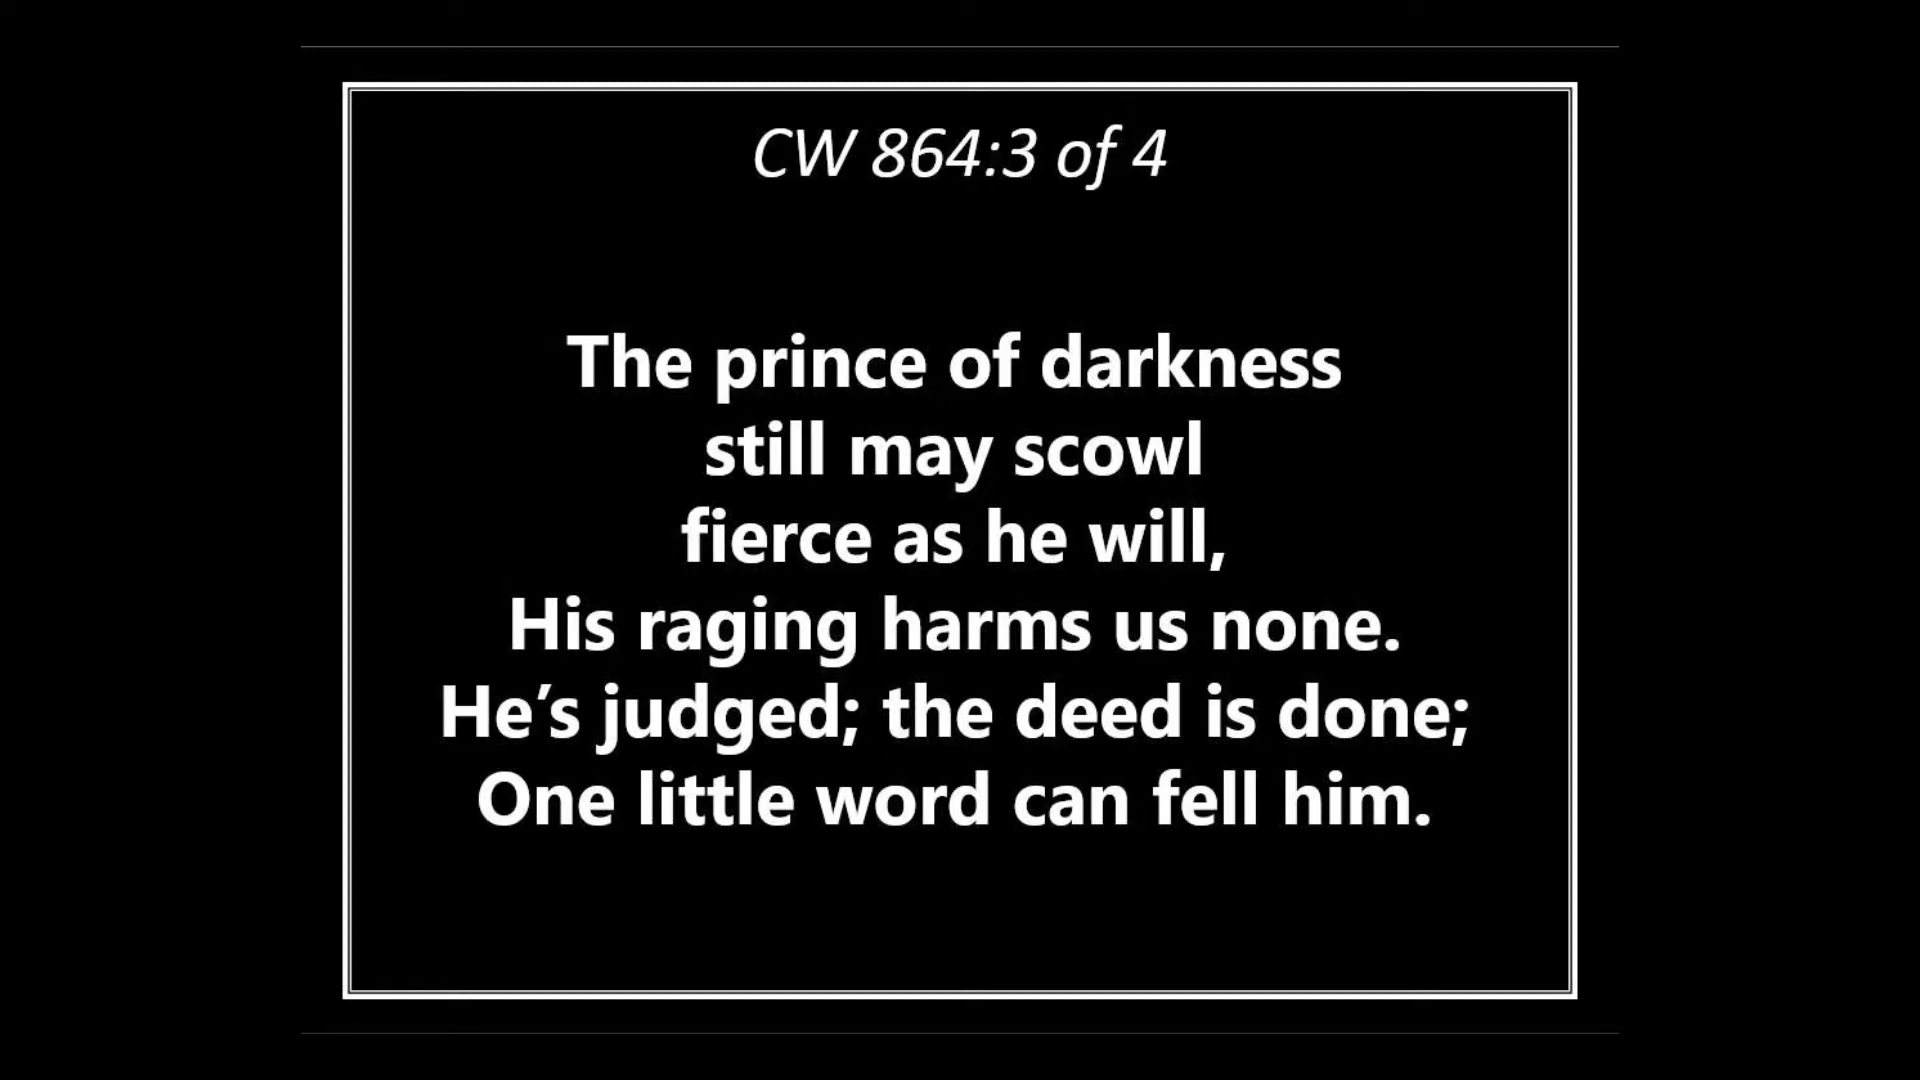 CW 864:3 of 4
The prince of darkness
still may scowl
fierce as he will,
His raging harms us none.
He’s judged; the deed is done;
One little word can fell him.